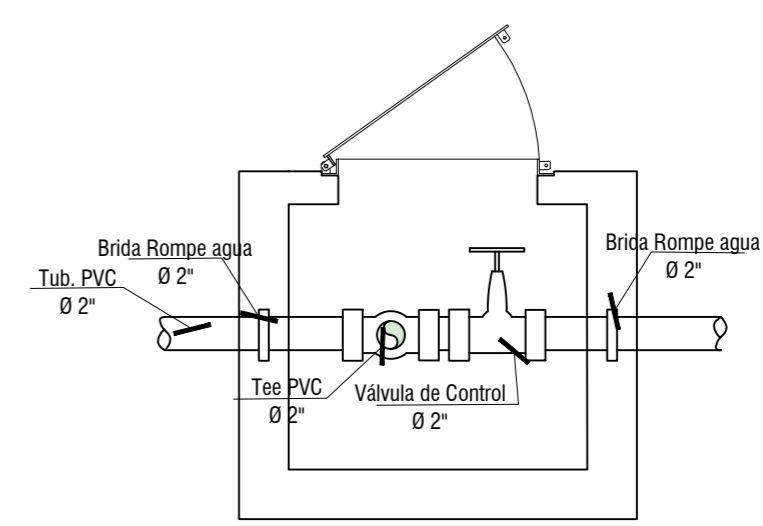 Brida Rompe agua
Ø 2"
Brida Rompe agua
Ø 2"
Tub. PVC
Ø 2"
Tee PVC
Ø 2"
Válvula de Control
Ø 2"